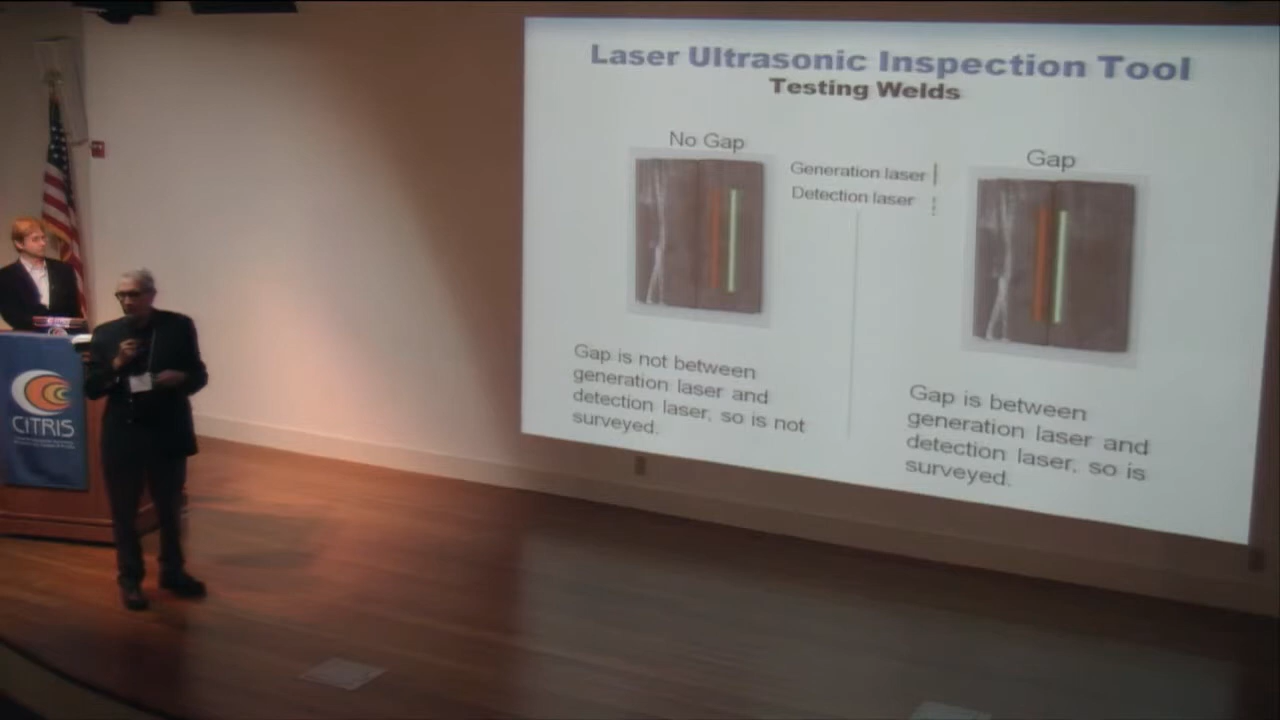 Laser Ultrasonic Inspection Tool
Testing Welds
No Gap
Generation laser
Detection laser
Gap
Gap is not between
generation laser and
detection laser, so is not
surveyed.
Gap is between
generation laser and
detection laser, so is
surveyed.
CITRIS